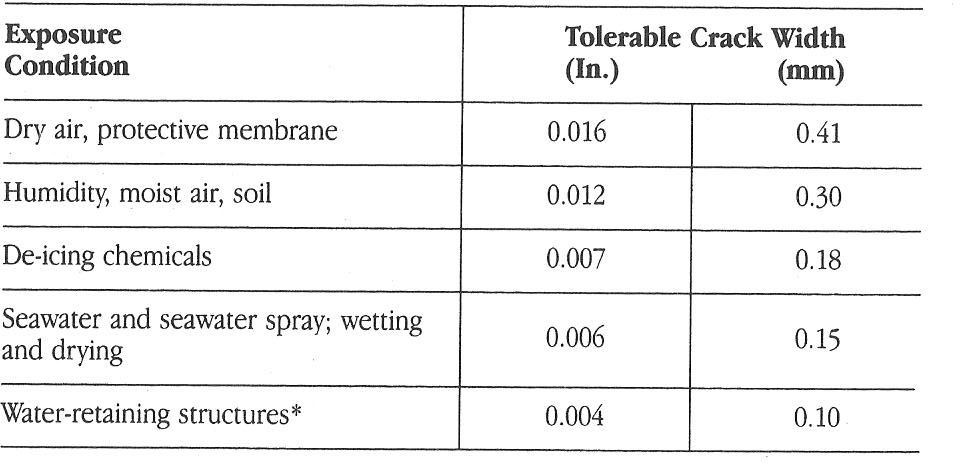 Exposure
Condition
Tolerable Crack Width
(In.) (mm)
Dry air, protective membrane 0.016 0.41
Humidity, moist air, soil 0.012 0.30
De-icing chemicals 0.007 0.18
Seawater and seawater spray; wetting
and drying 0.006 0.15
Water-retaining structures* 0.004 0.10